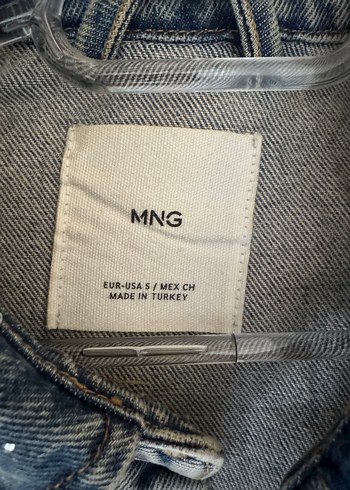 MNG
EUR-USA S / MEX CH
MADE IN TURKEY